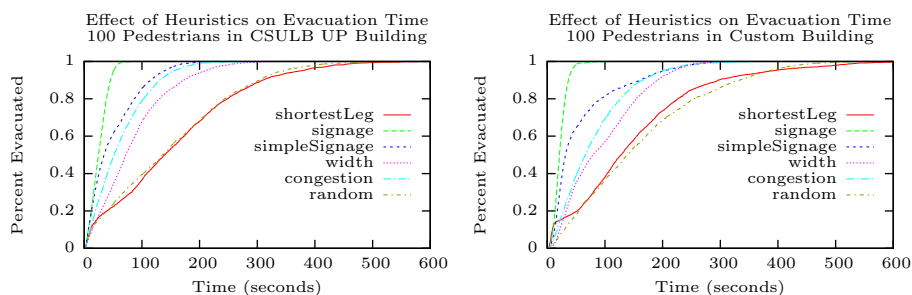 Effect of Heuristics on Evacuation Time
100 Pedestrians in CSULB UP Building
Percent Evacuated
1
0.8
0.6
0.4
0.2
0
shortestLeg
signage
simpleSignage
width
congestion
random
0 100 200 300 400 500 600
Time (seconds)
Effect of Heuristics on Evacuation Time
100 Pedestrians in Custom Building
Percent Evacuated
1
0.8
0.6
0.4
0.2
0
shortestLeg
signage
simpleSignage
width
congestion
random
0 100 200 300 400 500 600
Time (seconds)